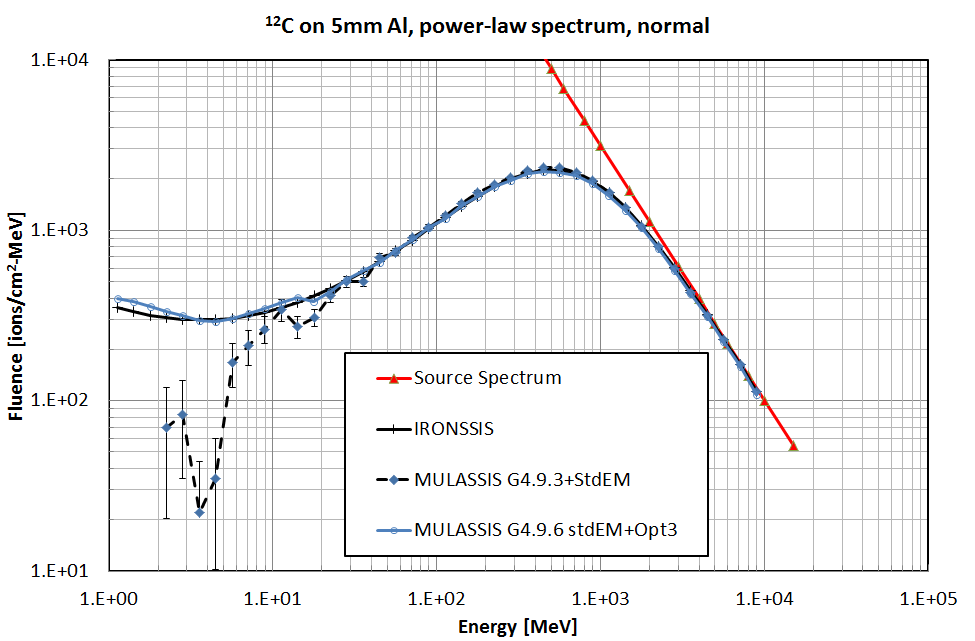 ¹²C on 5mm Al, power-law spectrum, normal
1.E+04
1.E+03
1.E+02
1.E+01
Fluence [ions/cm²-MeV]
Source Spectrum
IRONSSIS
MULASSIS G4.9.3+StdEM
MULASSIS G4.9.6 stdEM+Opt3
1.E+00 1.E+01 1.E+02 1.E+03 1.E+04 1.E+05
Energy [MeV]